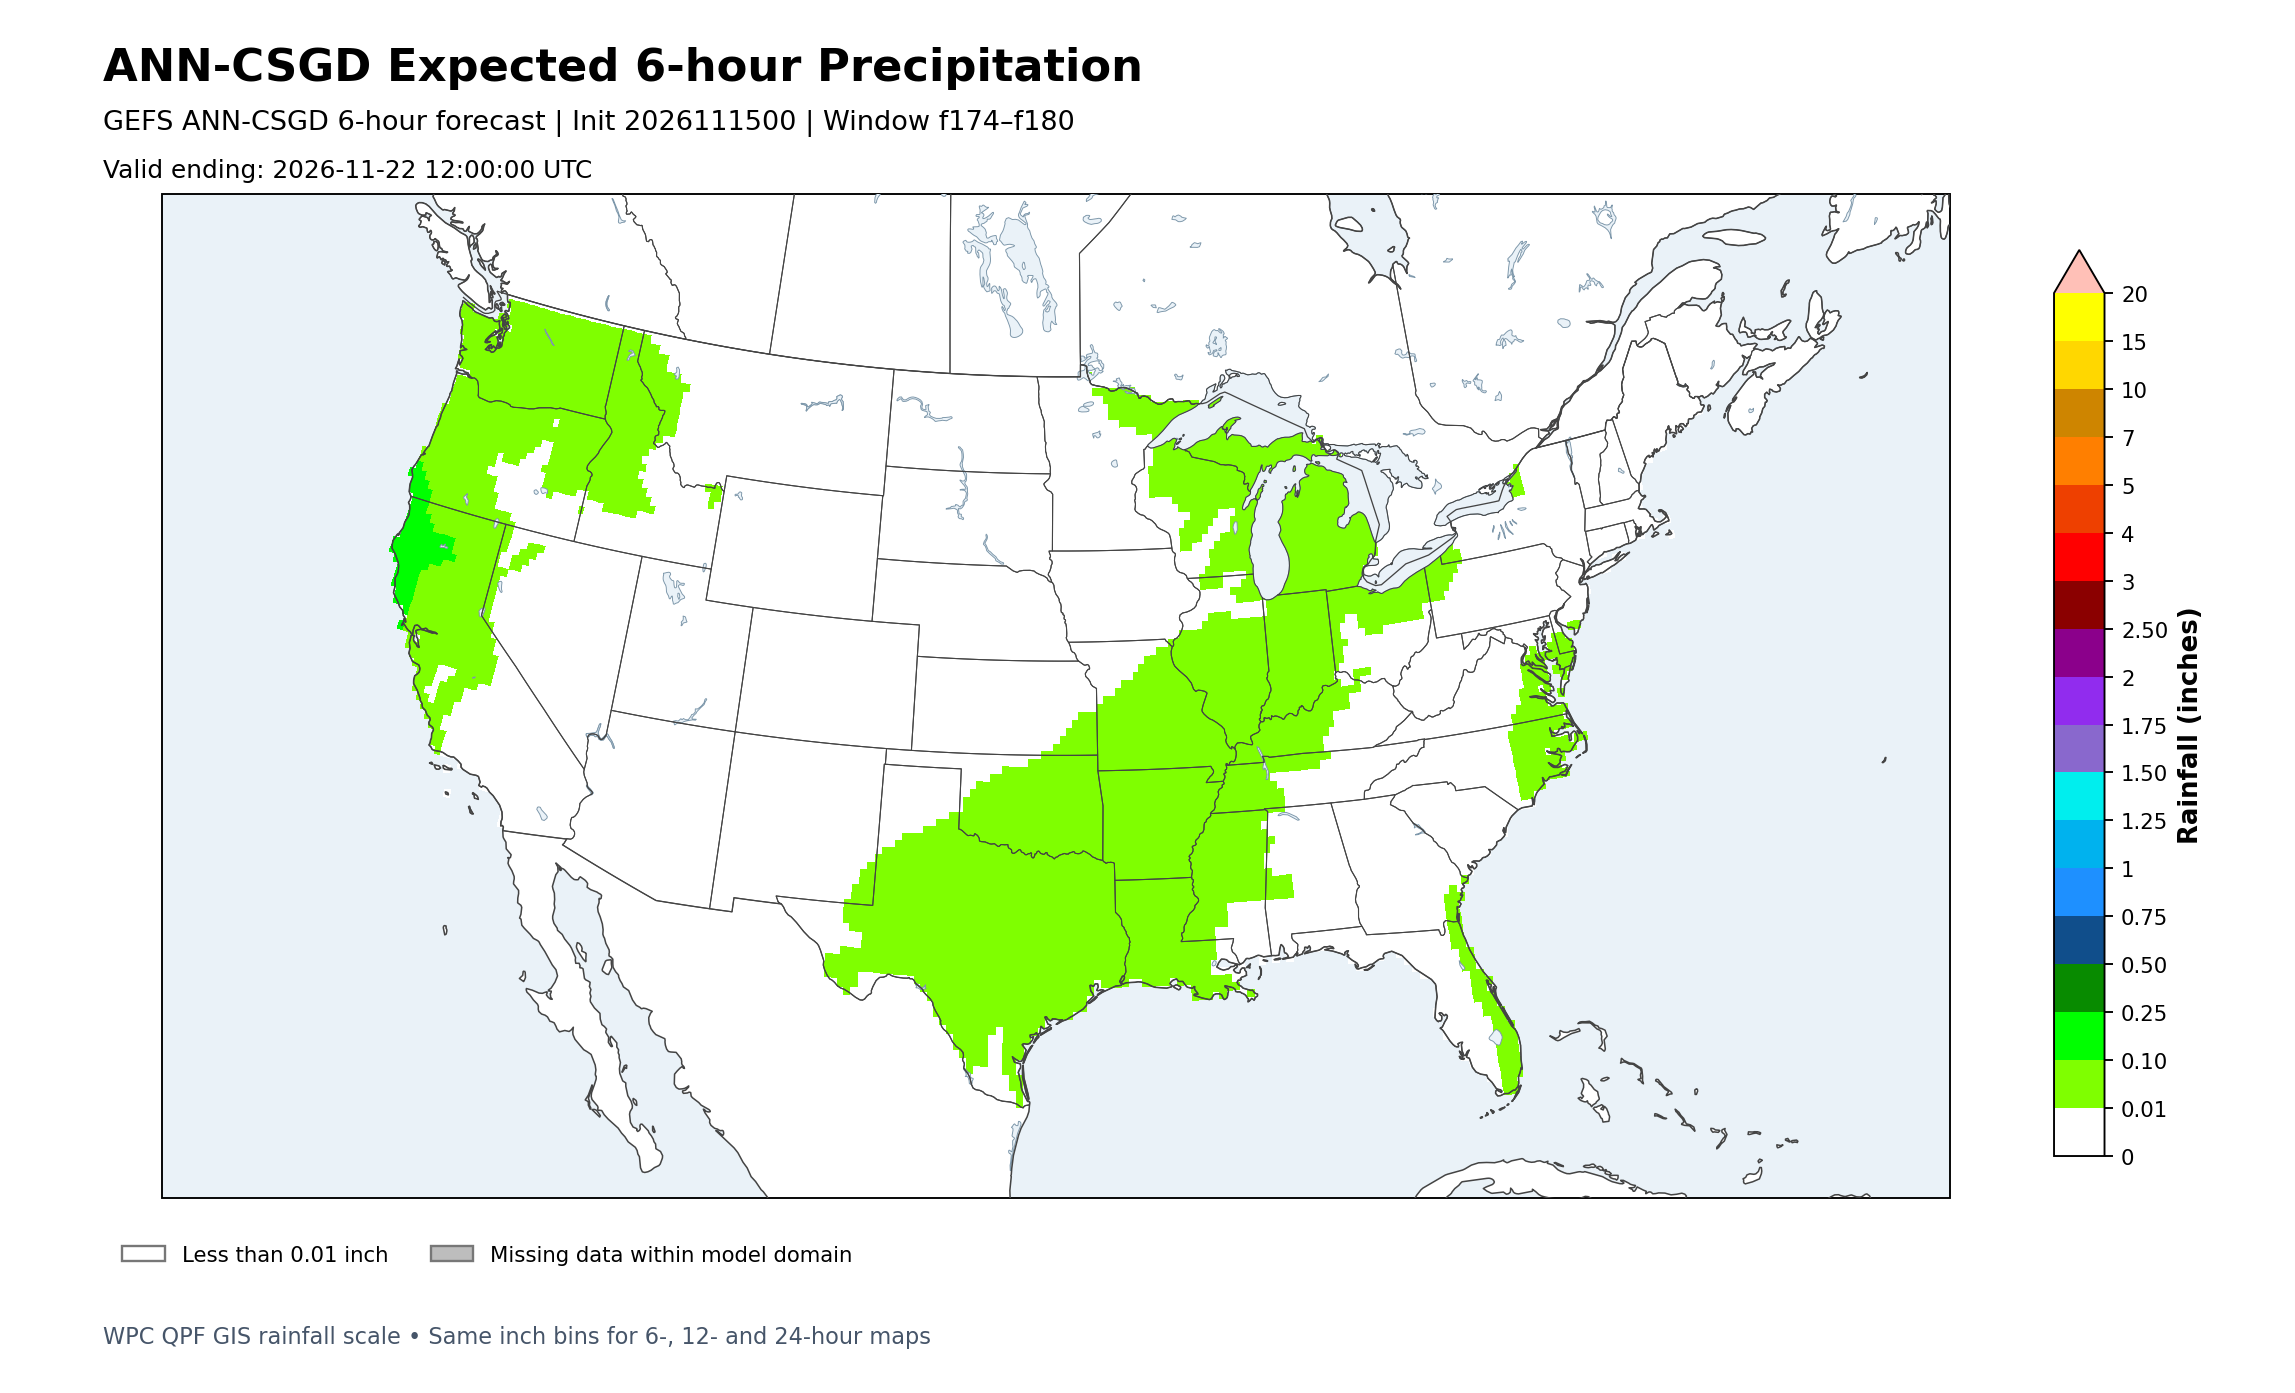 ANN-CSGD Expected 6-hour Precipitation
GEFS ANN-CSGD 6-hour forecast | Init 2026111500 | Window f174–f180
Valid ending: 2026-11-22 12:00:00 UTC
20
15
10
7
5
4
3
2.50
2
1.75
1.50
1.25
1
0.75
0.50
0.25
0.10
0.01
0
Rainfall (inches)
Less than 0.01 inch
Missing data within model domain
WPC QPF GIS rainfall scale • Same inch bins for 6-, 12- and 24-hour maps